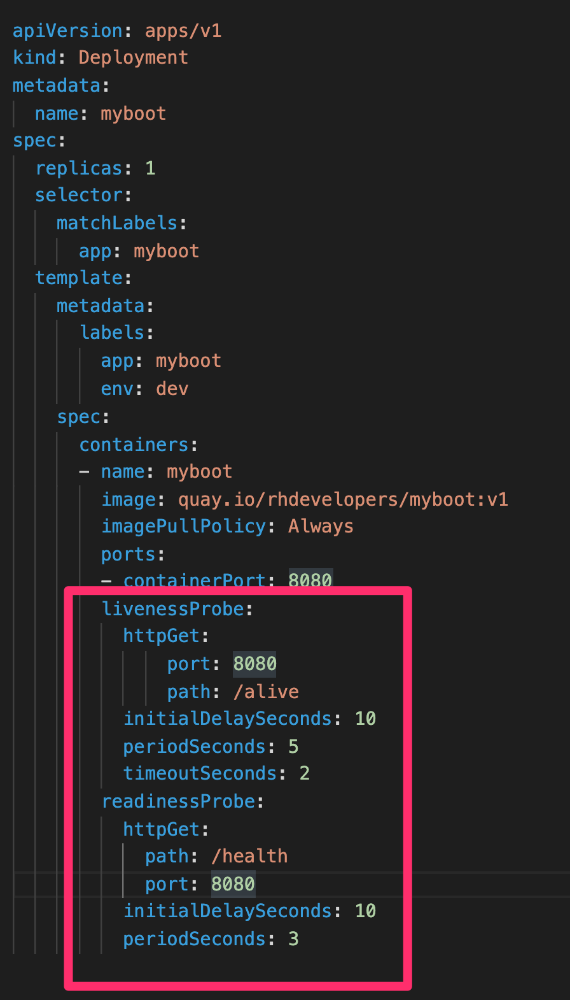 apiVersion: apps/v1
kind: Deployment
metadata:
  name: myboot
spec:
  replicas: 1
  selector:
    matchLabels:
      app: myboot
  template:
    metadata:
      labels:
        app: myboot
        env: dev
    spec:
      containers:
      - name: myboot
        image: quay.io/rhdevelopers/myboot:v1
        imagePullPolicy: Always
        ports:
        - containerPort: 8080
        livenessProbe:
          httpGet:
              port: 8080
              path: /alive
          initialDelaySeconds: 10
          periodSeconds: 5
          timeoutSeconds: 2
        readinessProbe:
          httpGet:
            path: /health
            port: 8080
          initialDelaySeconds: 10
          periodSeconds: 3